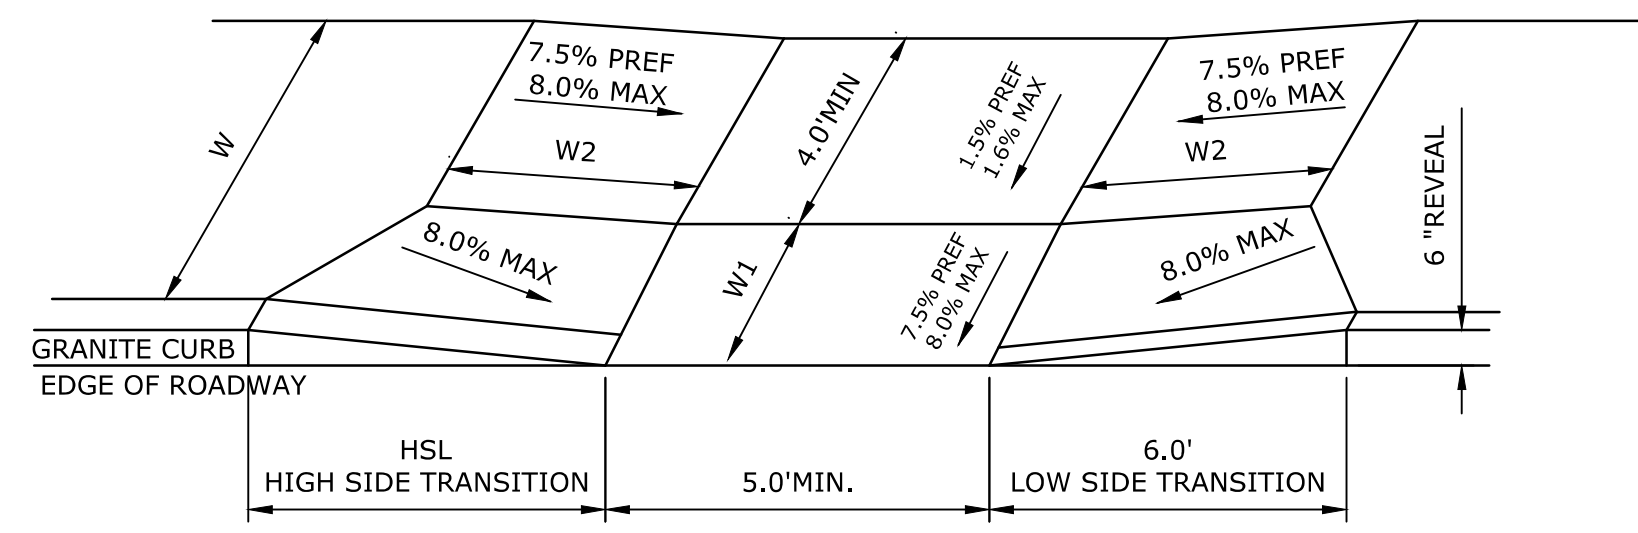 7.5% PREF
8.0% MAX
W
W2
4.0'MIN
1.5% PREF
1.6% MAX
7.5% PREF
8.0% MAX
W2
6 "REVEAL
8.0% MAX
W1
7.5% PREF
8.0% MAX
8.0% MAX
GRANITE CURB
EDGE OF ROADWAY
HSL
HIGH SIDE TRANSITION
5.0'MIN.
6.0'
LOW SIDE TRANSITION